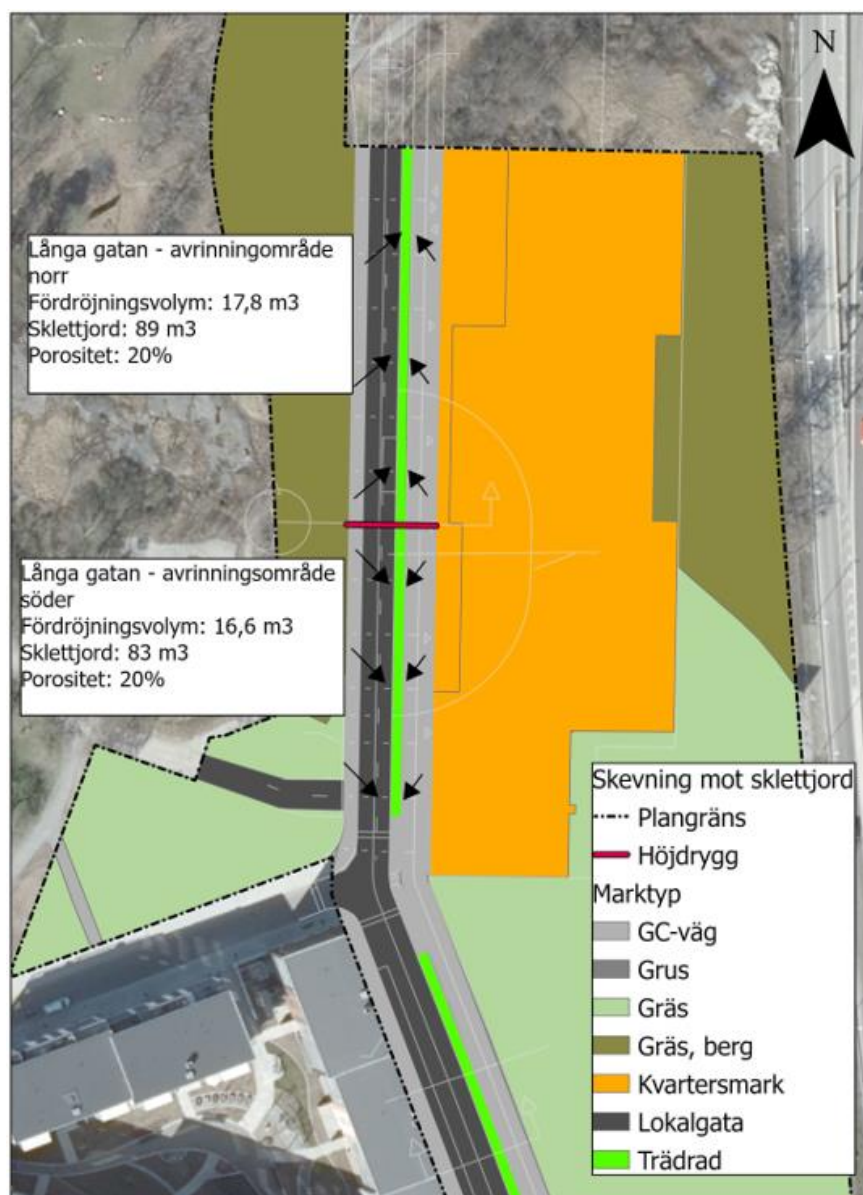 N
Långa gatan - avrinningområde
norr
Fördröjningsvolym: 17,8 m3
Sklettjord: 89 m3
Porositet: 20%
Långa gatan - avrinningsområde
söder
Fördröjningsvolym: 16,6 m3
Sklettjord: 83 m3
Porositet: 20%
Skevning mot sklettjord
Plangräns
Höjdrygg
Marktyp
GC-väg
Grus
Gräs
Gräs, berg
Kvartersmark
Lokalgata
Trädrad